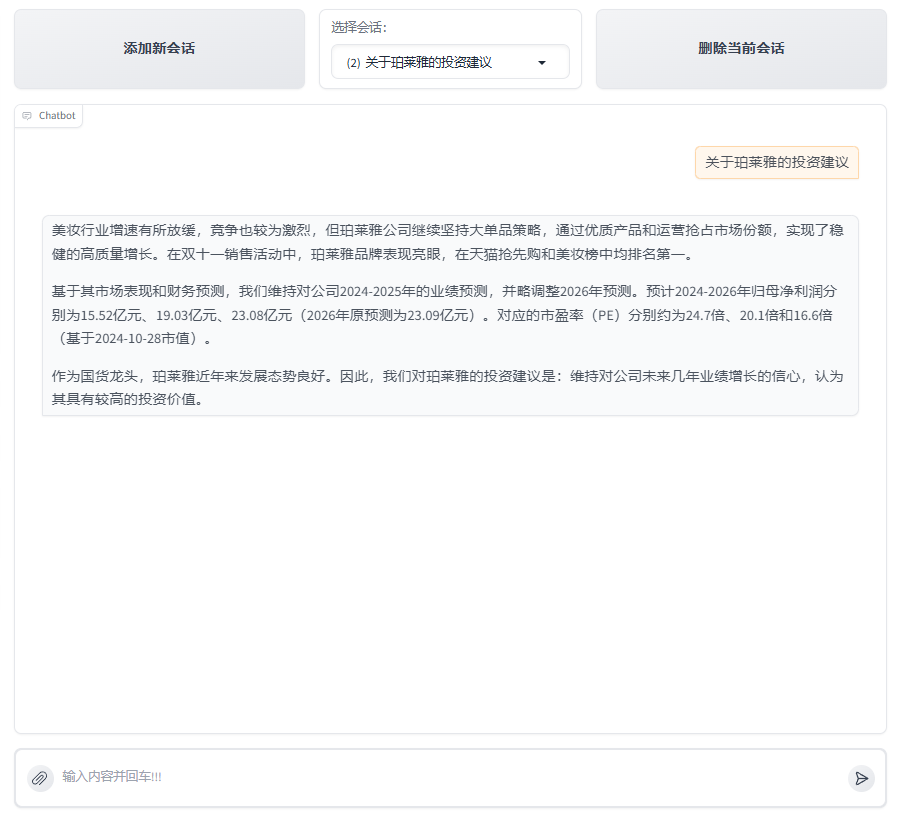 添加新会话
选择会话:
(2) 关于珀莱雅的投资建议
删除当前会话
Chatbot
关于珀莱雅的投资建议
美妆行业增速有所放缓，竞争也较为激烈，但珀莱雅公司继续坚持大单品策略，通过优质产品和运营抢占市场份额，实现了稳
健的高质量增长。在双十一销售活动中，珀莱雅品牌表现亮眼，在天猫抢先购和美妆榜中均排名第一。
基于其市场表现和财务预测，我们维持对公司2024-2025年的业绩预测，并略调整2026年预测。预计2024-2026年归母净利润分
别为15.52亿元、19.03亿元、23.08亿元（2026年原预测为23.09亿元）。对应的市盈率（PE）分别约为24.7倍、20.1倍和16.6倍
（基于2024-10-28市值）。
作为国货龙头，珀莱雅近年来发展态势良好。因此，我们对珀莱雅的投资建议是：维持对公司未来几年业绩增长的信心，认为
其具有较高的投资价值。
输入内容并回车!!!